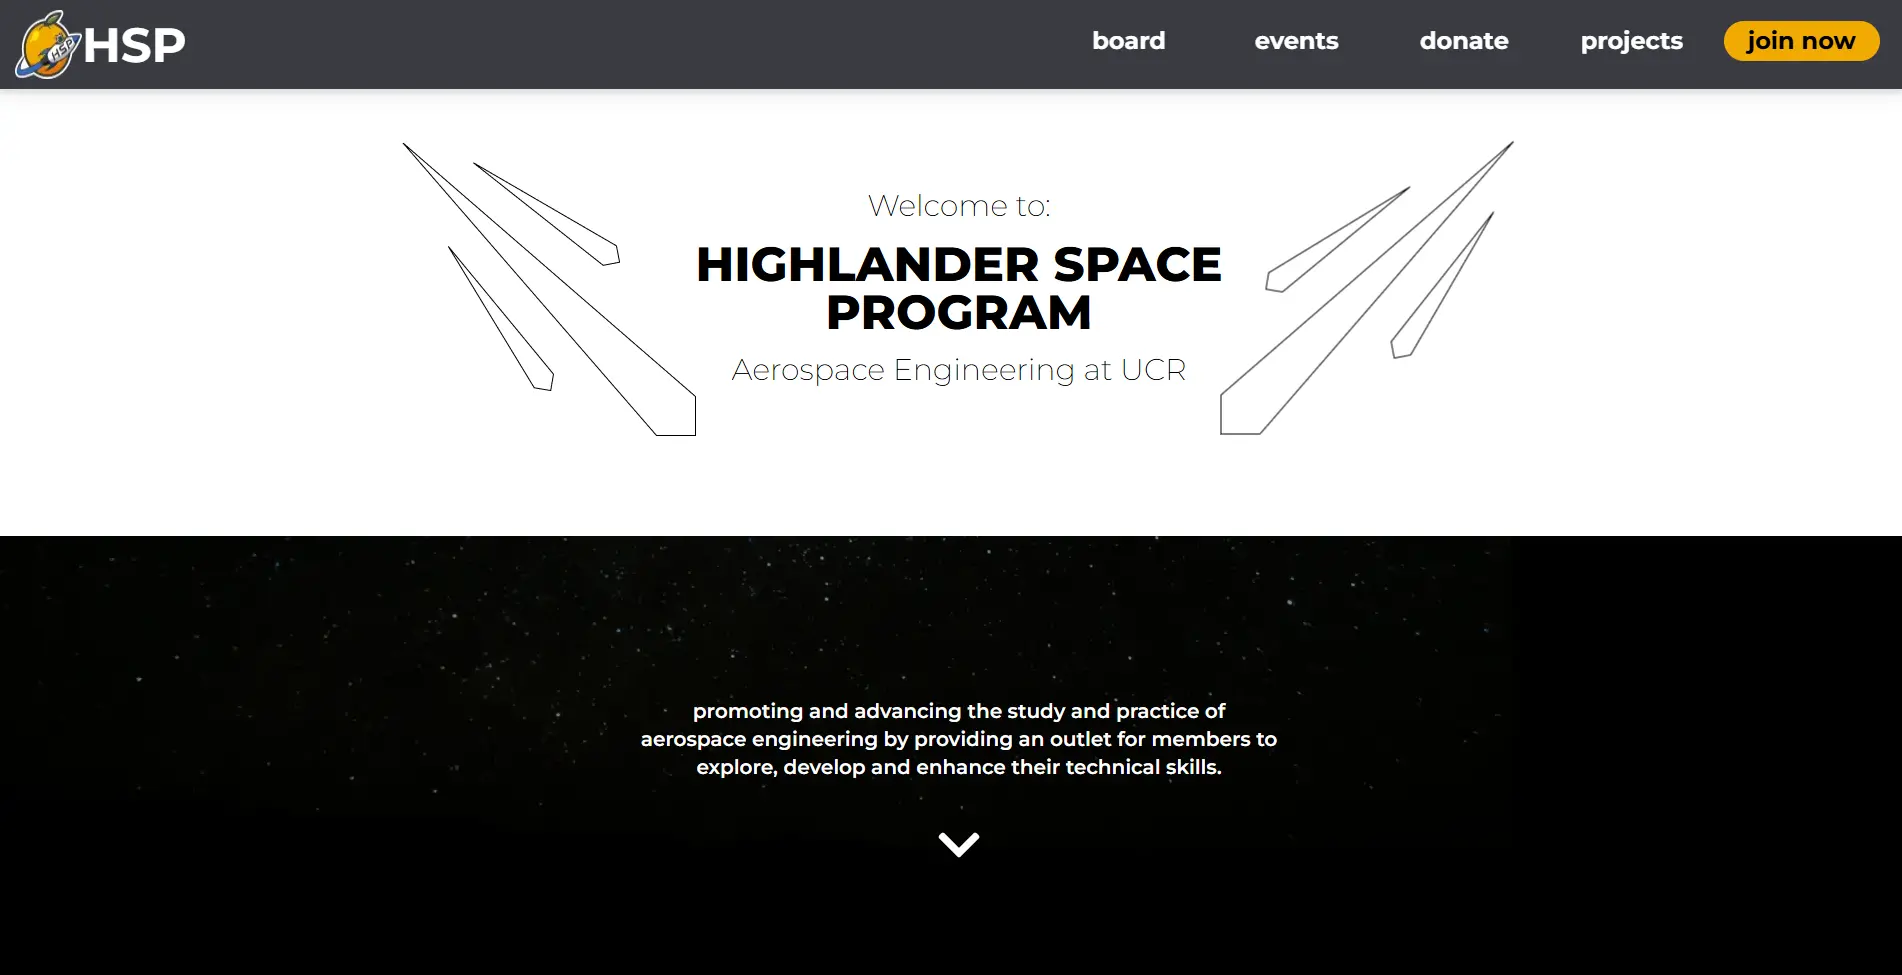 HSP
HSP
board
events
donate
projects
join now
Welcome to:
HIGHLANDER SPACE
PROGRAM
Aerospace Engineering at UCR
promoting and advancing the study and practice of
aerospace engineering by providing an outlet for members to
explore, develop and enhance their technical skills.